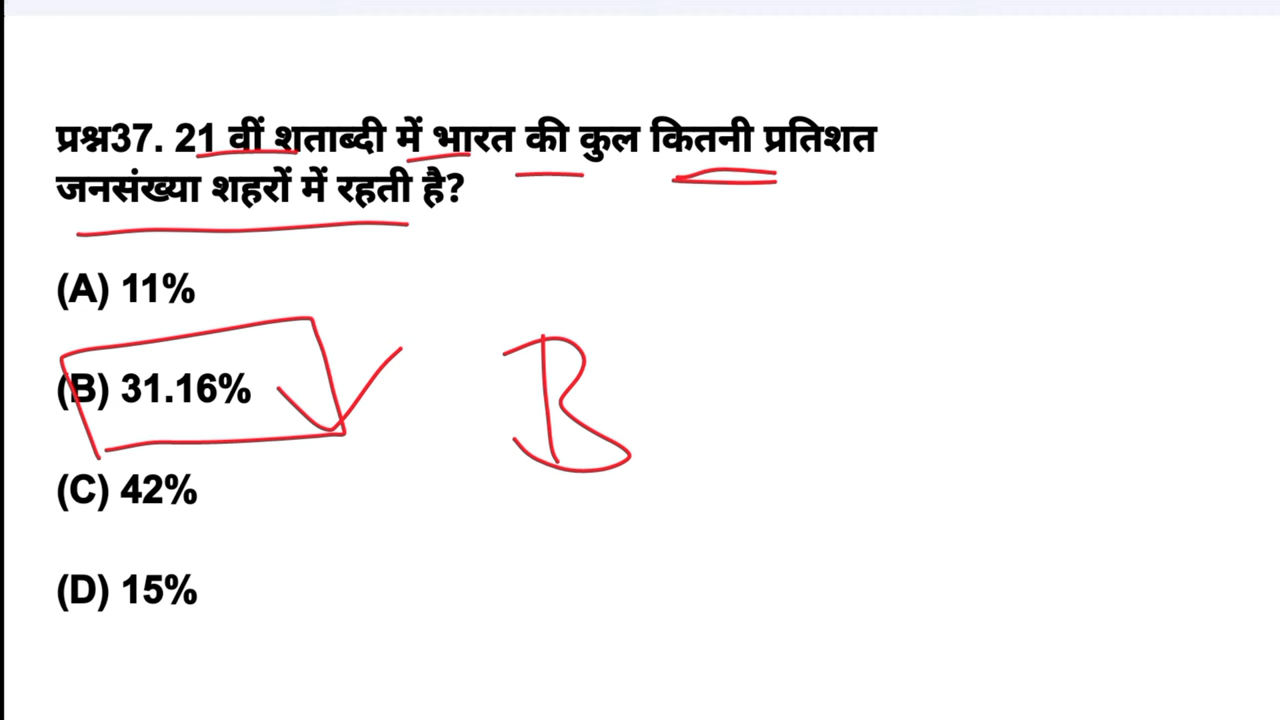 प्रश्न37. 21 वीं शताब्दी में भारत की कुल कितनी प्रतिशत
जनसंख्या शहरों में रहती है?
(A) 11%
(B) 31.16%
B
(C) 42%
(D) 15%